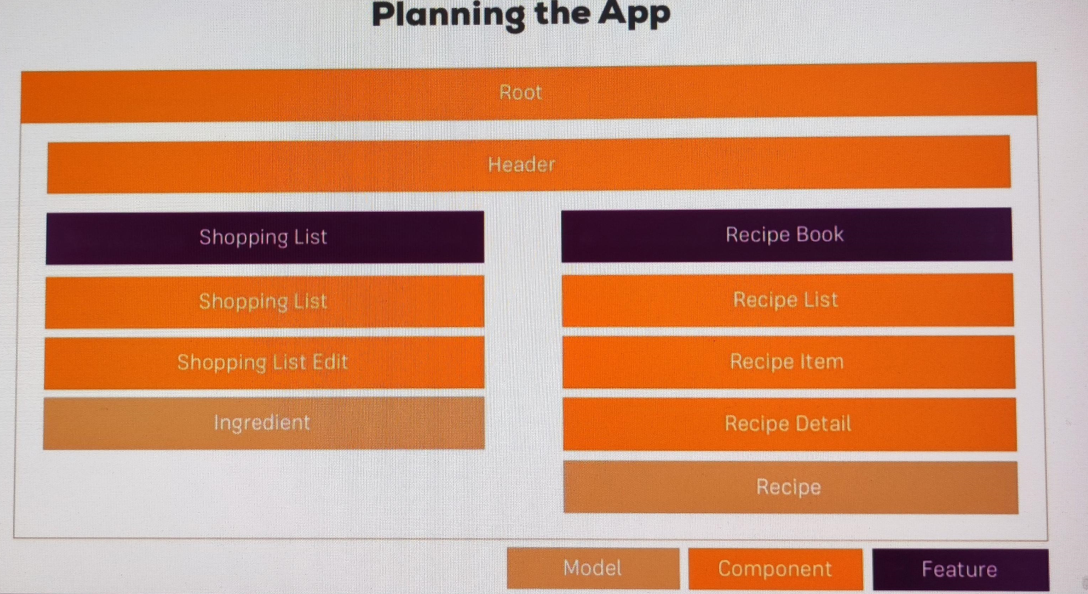 Planning the App
Root
Header
Shopping List
Recipe Book
Shopping List
Recipe List
Shopping List Edit
Recipe Item
Ingredient
Recipe Detail
Recipe
Model
Component
Feature